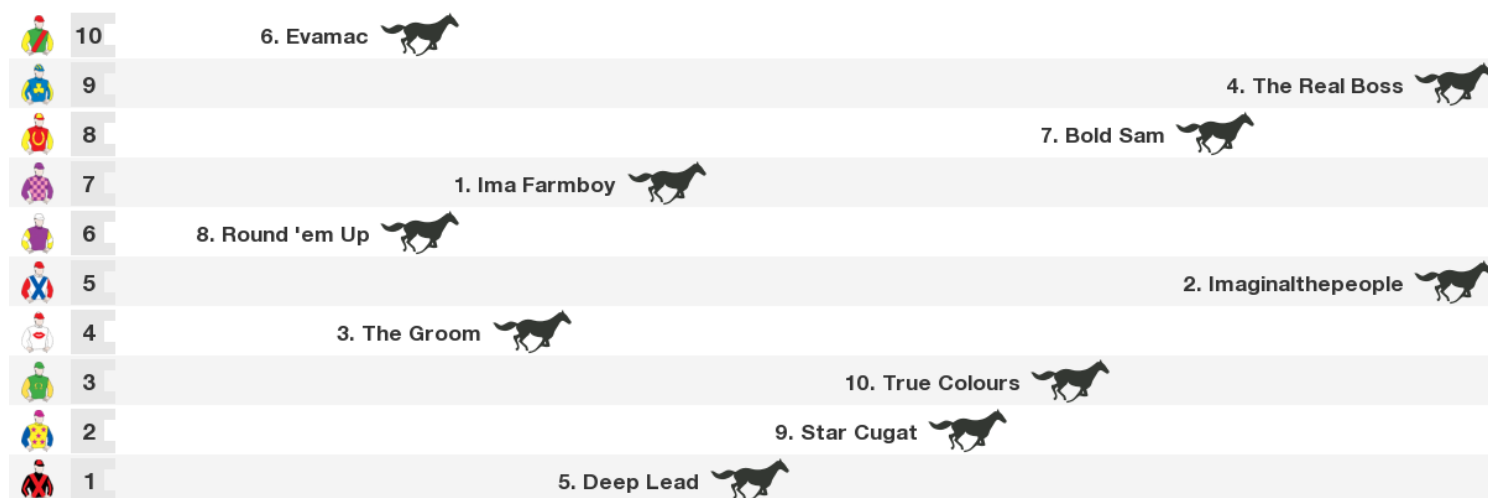 10 6. Evamac
9 4. The Real Boss
8 7. Bold Sam
7 1. Ima Farmboy
6 8. Round 'em Up
5 2. Imaginalthepeople
4 3. The Groom
3 10. True Colours
2 9. Star Cugat
1 5. Deep Lead